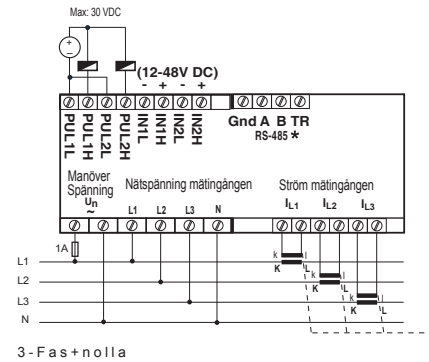 Max: 30 VDC
+
-
(12-48V DC)
- + - +
PUL1L PUL1H PUL2L PUL2H IN1L IN1H IN2L IN2H
Gnd A B TR
RS-485 *
Manöver
Spänning
Un
~
Nätspänning mätingången
L1 L2 L3 N
Ström mätingången
IL1 IL2 IL3
1A
L1
k l
K L
L2
k l
K L
L3
k l
K L
N
3-Fas+nolla